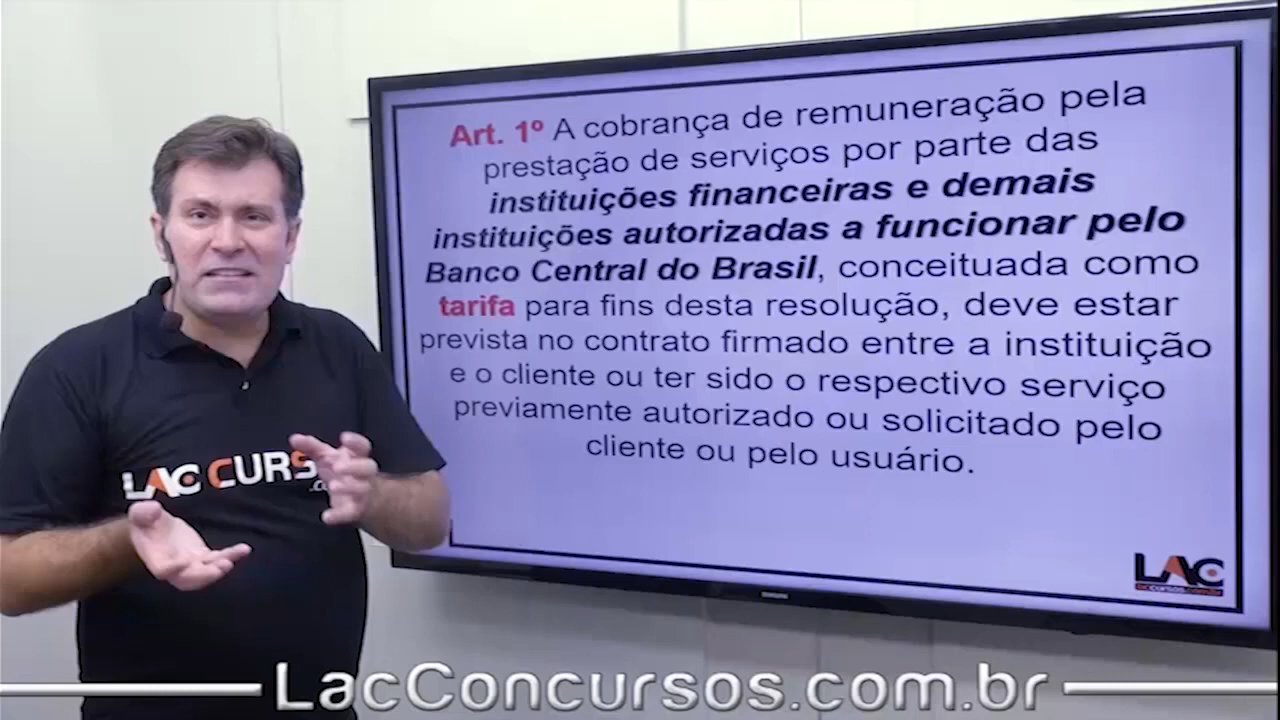 Art. 1º A cobrança de remuneração pela
prestação de serviços por parte das
instituições financeiras e demais
instituições autorizadas a funcionar pelo
Banco Central do Brasil, conceituada como
tarifa para fins desta resolução, deve estar
prevista no contrato firmado entre a instituição
e o cliente ou ter sido o respectivo serviço
previamente autorizado ou solicitado pelo
cliente ou pelo usuário.
LAC CURS
LAC
LacConcursos.com.br